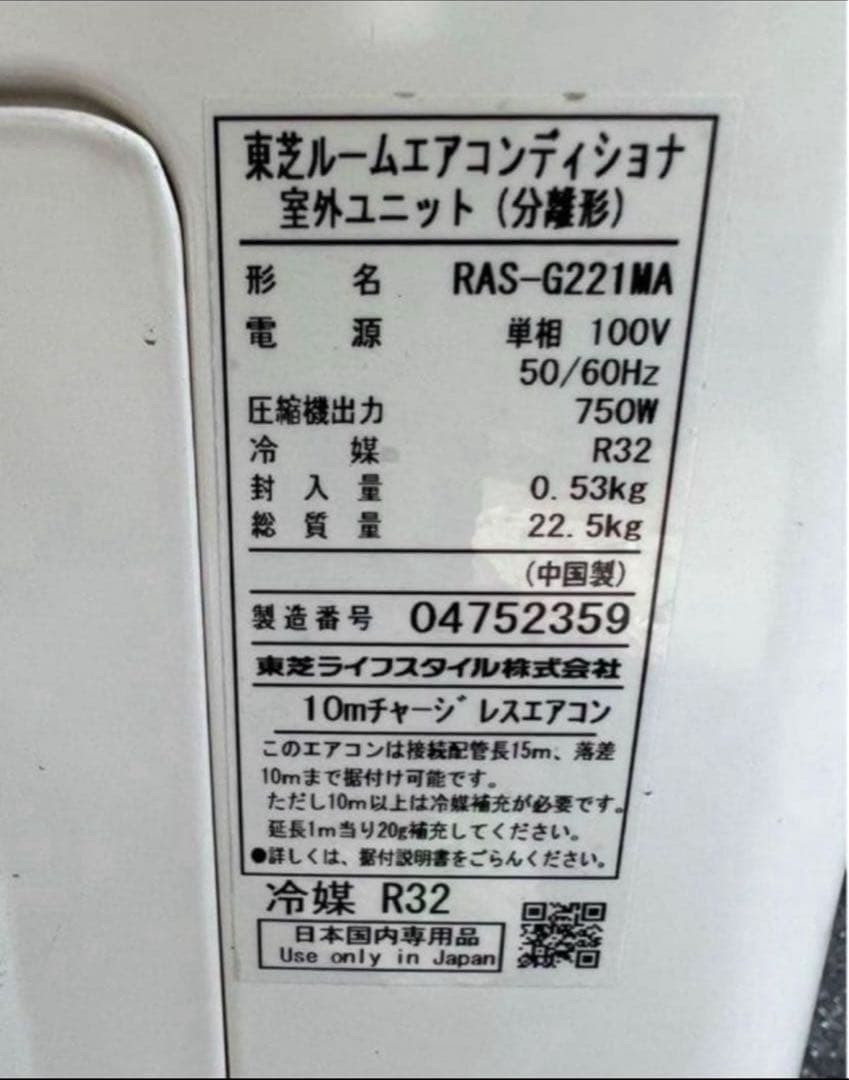 東芝ルームエアコンディショナ
室外ユニット（分離形）
形名 RAS-G221MA
電源 単相 100V
50/60Hz
圧縮機出力 750W
冷媒 R32
封入量 0.53kg
総質量 22.5kg
（中国製）
製造番号 04752359
東芝ライフスタイル株式会社
10mチャージレスエアコン
このエアコンは接続配管長15m、落差
10mまで据付け可能です。
ただし10m以上は冷媒補充が必要です。
延長1m当り20g補充してください。
●詳しくは、据付説明書をごらんください。
冷媒 R32
日本国内専用品
Use only in Japan